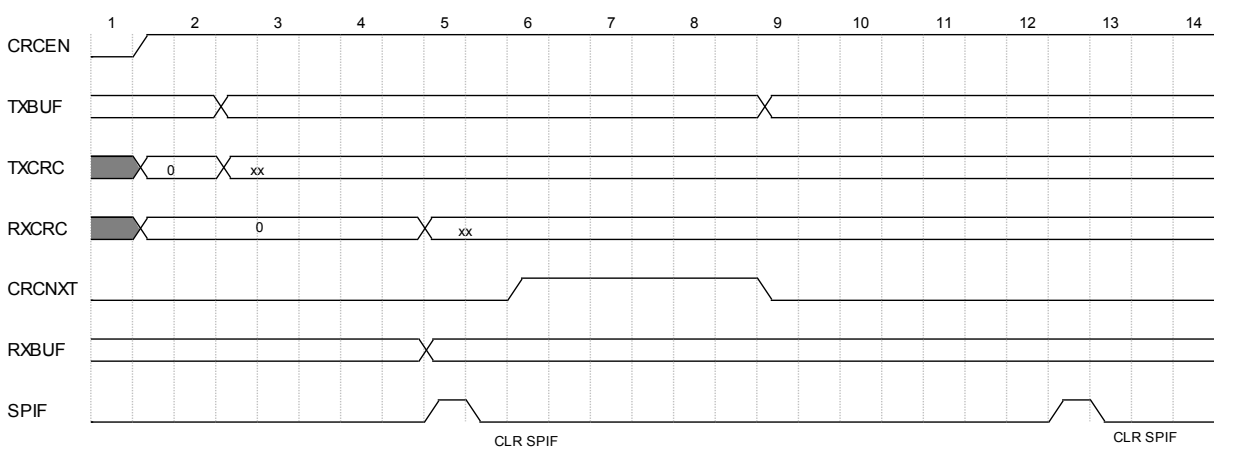 1 2 3 4 5 6 7 8 9 10 11 12 13 14
CRCEN
TXBUF
TXCRC 0 xx
RXCRC 0 xx
CRCNXT
RXBUF
SPIF
CLR SPIF CLR SPIF